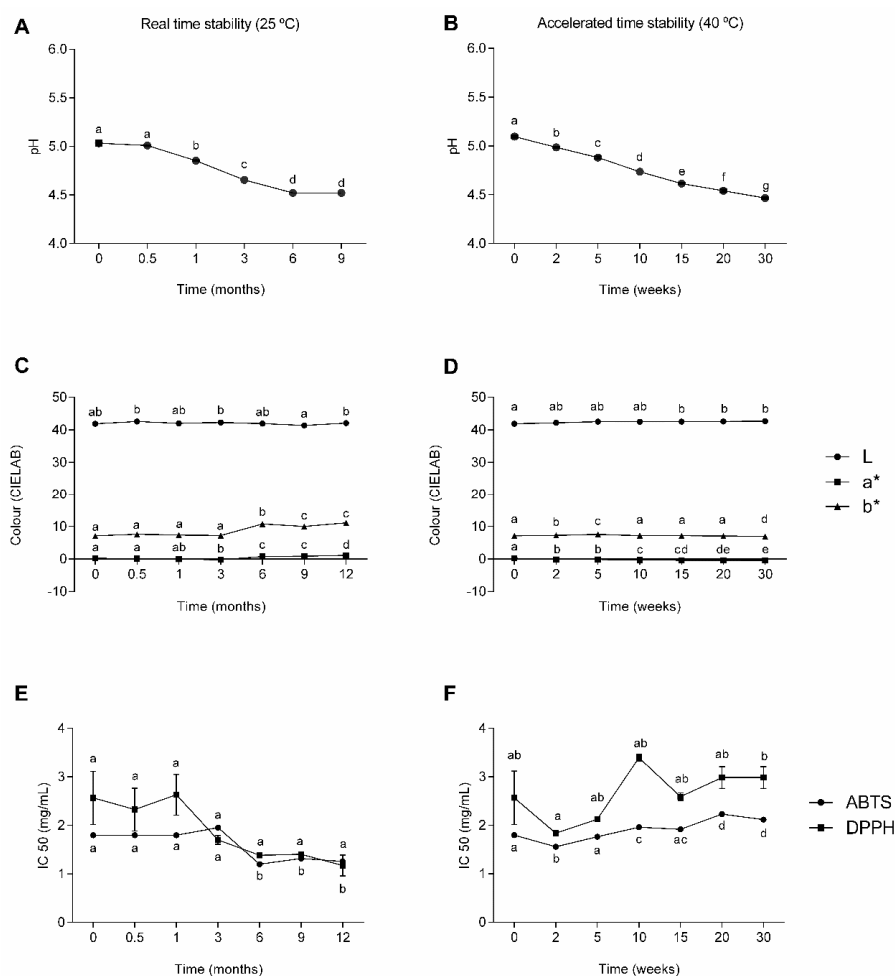 A
Real time stability (25 ºC)
6.0
5.5
5.0
4.5
4.0
pH
a a b c d d
0 0.5 1 3 6 9
Time (months)
B
Accelerated time stability (40 ºC)
6.0
5.5
5.0
4.5
4.0
pH
a b c d e f g
0 2 5 10 15 20 30
Time (weeks)
C
50
40
30
20
10
0
-10
Colour (CIELAB)
ab b ab b ab a b
a a a a b c c
a a ab b c c d
0 0.5 1 3 6 9 12
Time (months)
D
50
40
30
20
10
0
-10
Colour (CIELAB)
a ab ab ab b b b
a b c a a a d
a b b c cd de e
0 2 5 10 15 20 30
Time (weeks)
L
a*
b*
E
4
3
2
1
0
IC 50 (mg/mL)
a a a a a a a
a a a a b b b
0 0.5 1 3 6 9 12
Time (months)
F
4
3
2
1
0
IC 50 (mg/mL)
ab a ab ab ab ab b
a b a c ac d d
0 2 5 10 15 20 30
Time (weeks)
ABTS
DPPH